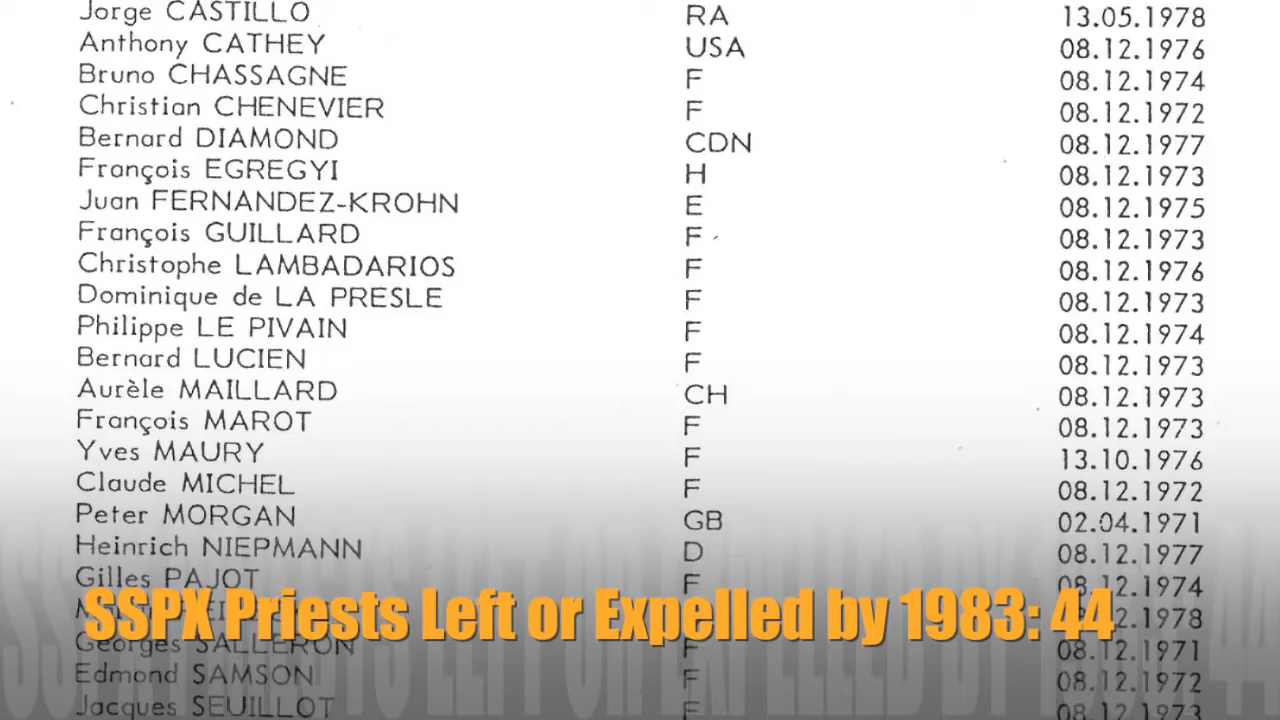 Jorge CASTILLO RA 13.05.1978
Anthony CATHEY USA 08.12.1976
Bruno CHASSAGNE F 08.12.1974
Christian CHENEVIER F 08.12.1972
Bernard DIAMOND CDN 08.12.1977
François EGREGYI H 08.12.1973
Juan FERNANDEZ-KROHN E 08.12.1975
François GUILLARD F 08.12.1973
Christophe LAMBADARIOS F 08.12.1976
Dominique de LA PRESLE F 08.12.1973
Philippe LE PIVAIN F 08.12.1974
Bernard LUCIEN F 08.12.1973
Aurèle MAILLARD CH 08.12.1973
François MAROT F 08.12.1973
Yves MAURY F 13.10.1976
Claude MICHEL F 08.12.1972
Peter MORGAN GB 02.04.1971
Heinrich NIEPMANN D 08.12.1977
Gilles PAJOT F 08.12.1974
SSPX Priests Left or Expelled by 1983: 44
Georges SALLERON F 08.12.1971
Edmond SAMSON F 08.12.1972
Jacques SEUILLOT F 08.12.1973